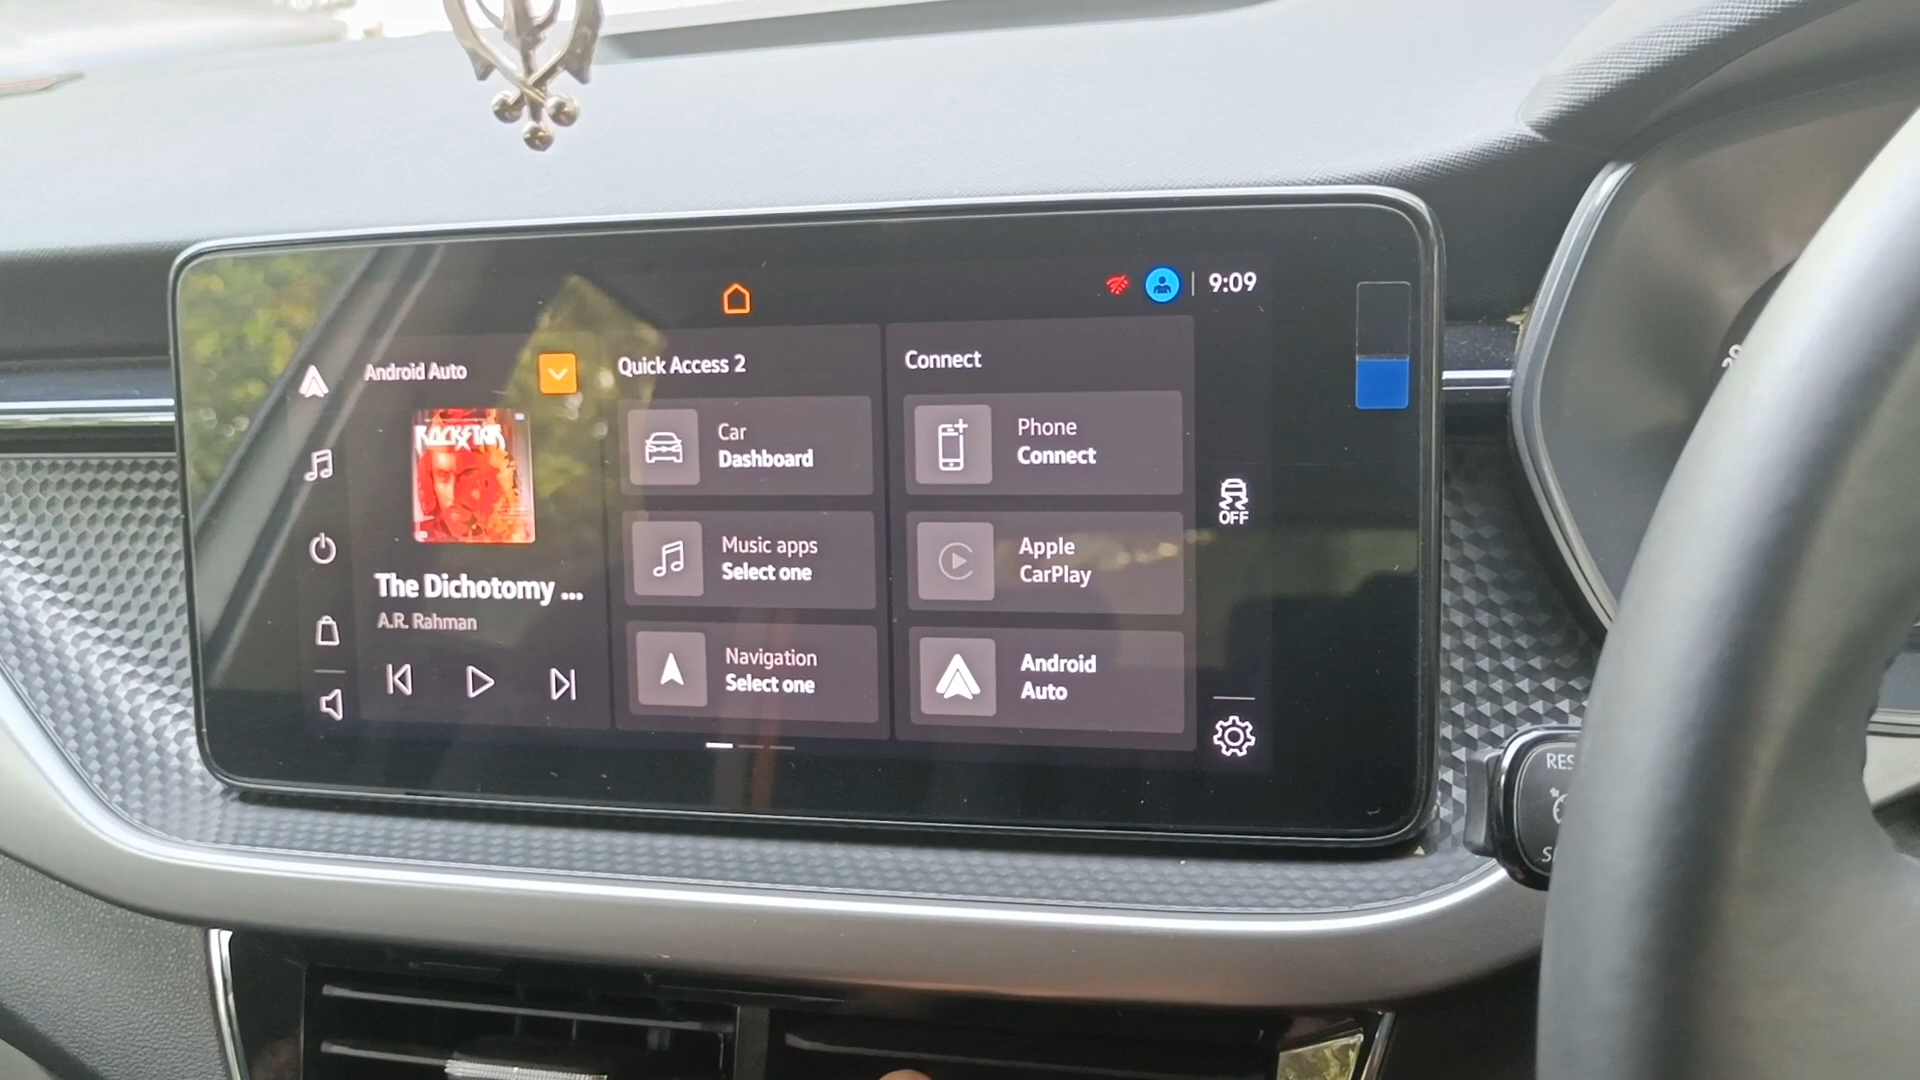 9:09
Android Auto
ROCKSTAR
The Dichotomy ...
A.R. Rahman
Quick Access 2
Car
Dashboard
Music apps
Select one
Navigation
Select one
Connect
Phone
Connect
Apple
CarPlay
Android
Auto
OFF
RES